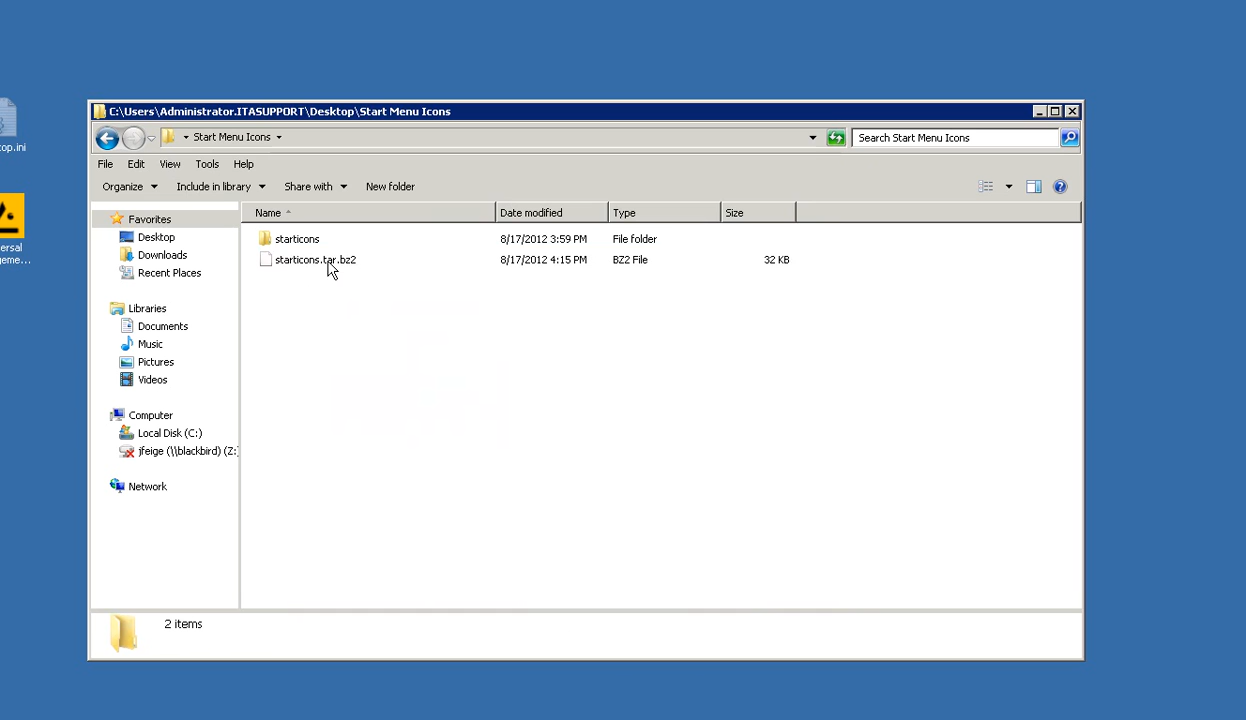 top.ini
ersal
geme...
C:\Users\Administrator.ITASUPPORT\Desktop\Start Menu Icons
Start Menu Icons
Search Start Menu Icons
File Edit View Tools Help
Organize Include in library Share with New folder
Name Date modified Type Size
starticons 8/17/2012 3:59 PM File folder
starticons.tar.bz2 8/17/2012 4:15 PM BZ2 File 32 KB
Favorites
Desktop
Downloads
Recent Places
Libraries
Documents
Music
Pictures
Videos
Computer
Local Disk (C:)
jfeige (\\blackbird) (Z:)
Network
2 items